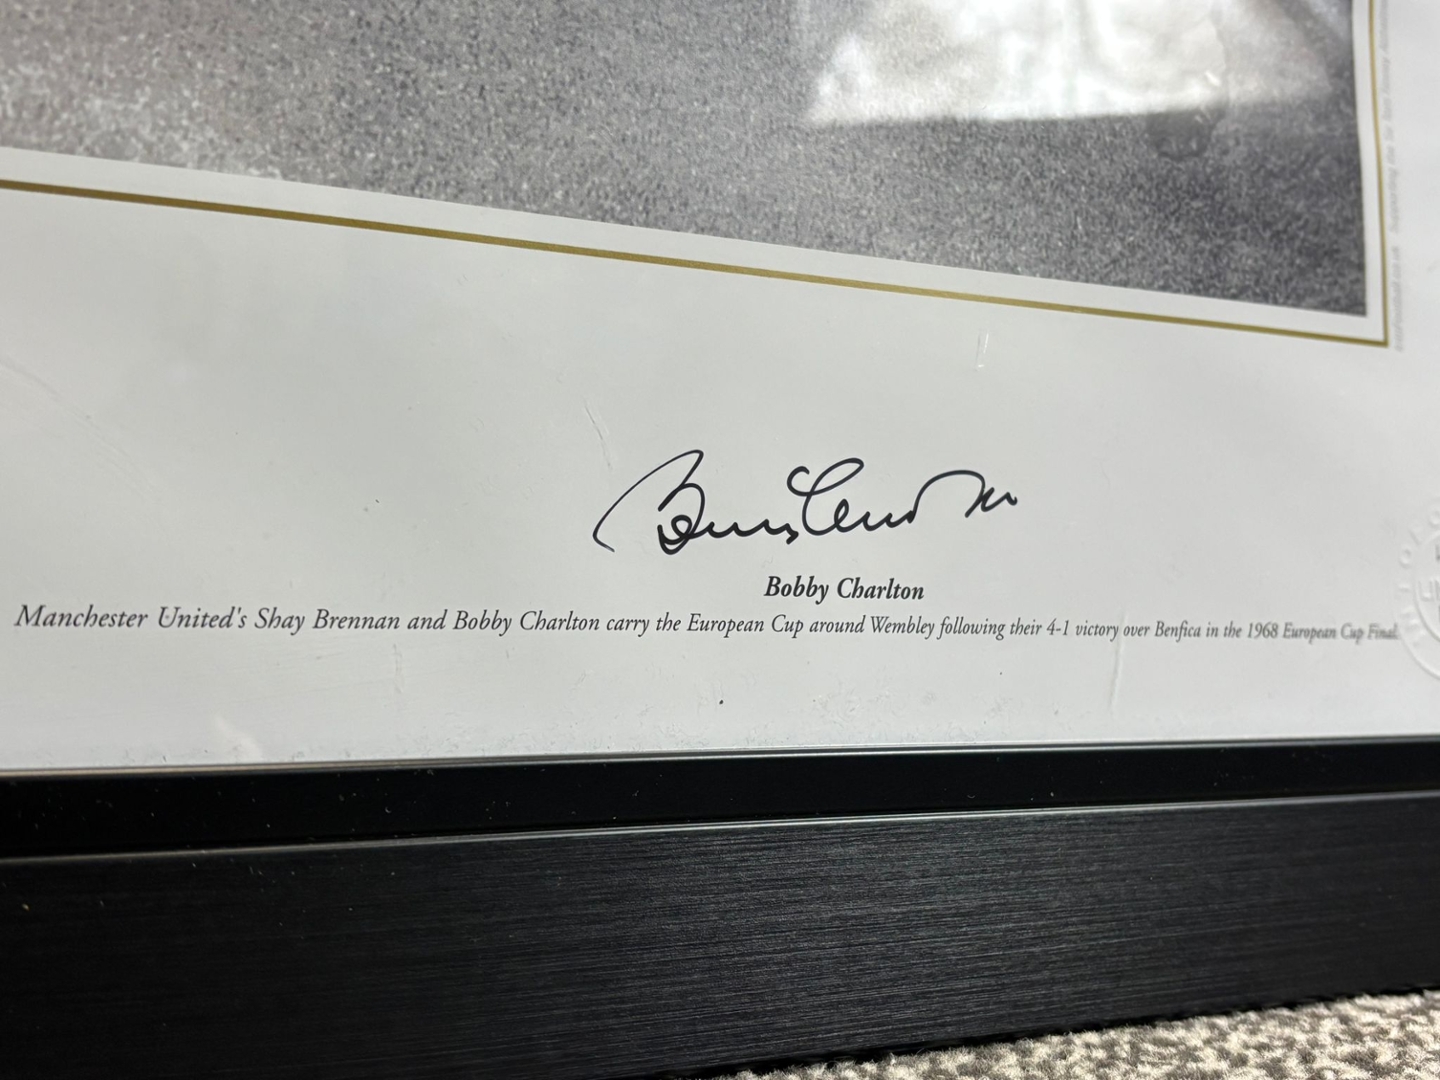 Bobby Charlton
Manchester United's Shay Brennan and Bobby Charlton carry the European Cup around Wembley following their 4-1 victory over Benfica in the 1968 European Cup Final.